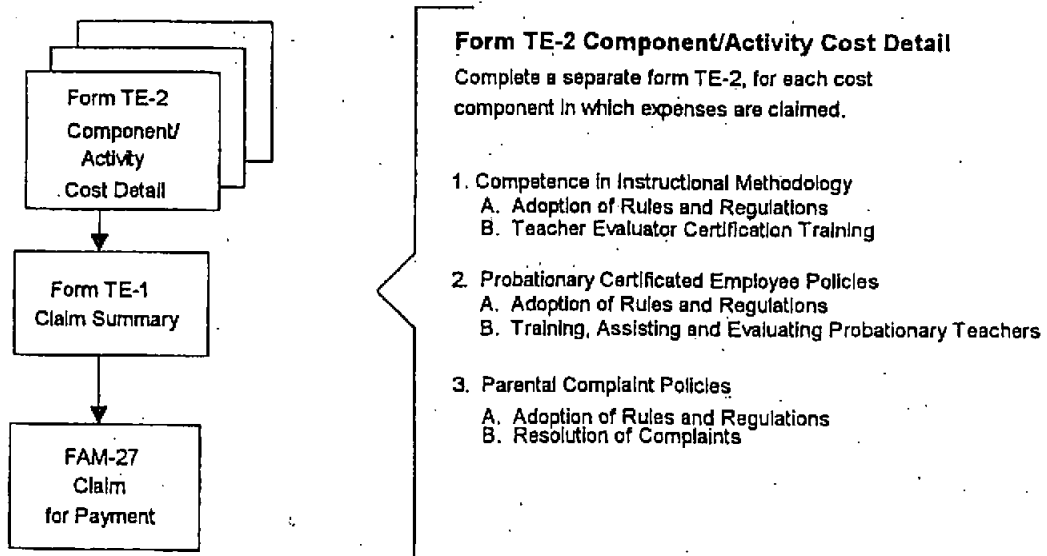 Form TE-2
Component/
Activity
Cost Detail
Form TE-1
Claim Summary
FAM-27
Claim
for Payment
Form TE-2 Component/Activity Cost Detail
Complete a separate form TE-2, for each cost
component in which expenses are claimed.
1. Competence in Instructional Methodology
A. Adoption of Rules and Regulations
B. Teacher Evaluator Certification Training
2. Probationary Certificated Employee Policies
A. Adoption of Rules and Regulations
B. Training, Assisting and Evaluating Probationary Teachers
3. Parental Complaint Policies
A. Adoption of Rules and Regulations
B. Resolution of Complaints